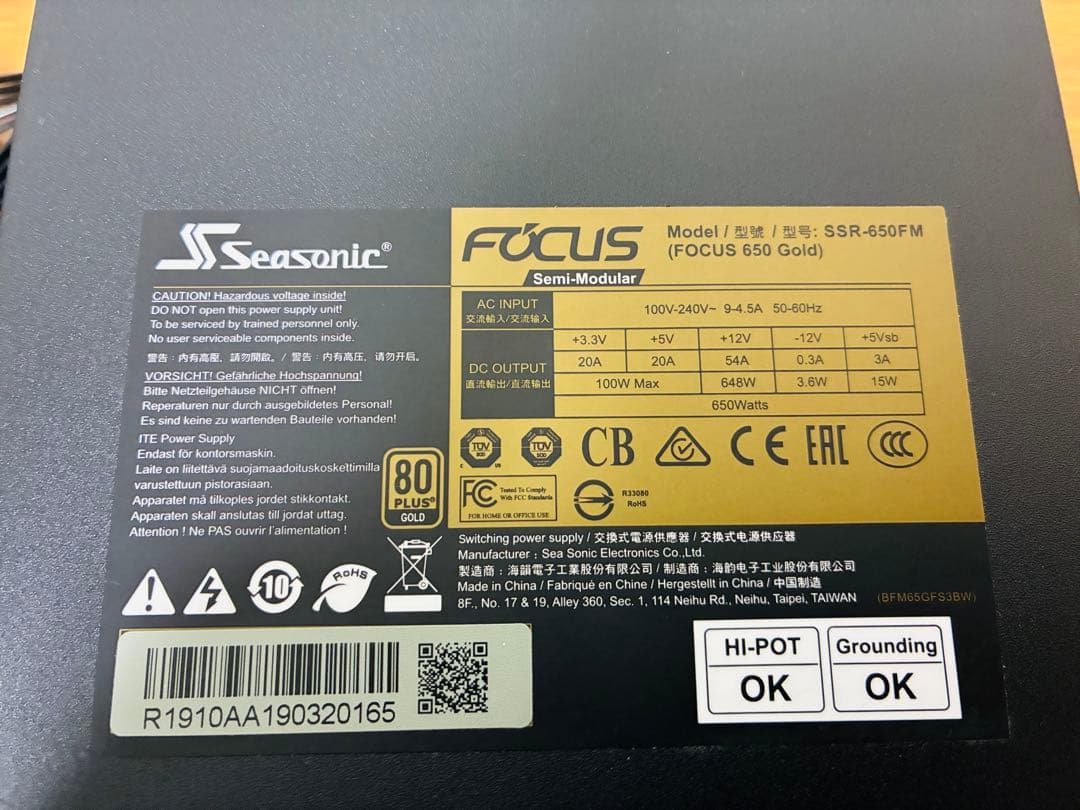 Seasonic®
CAUTION! Hazardous voltage inside!
DO NOT open this power supply unit!
To be serviced by trained personnel only.
No user serviceable components inside.
警告:內有高壓,請勿開啟。/ 警告:内有高压,请勿开启。
VORSICHT! Gefährliche Hochspannung!
Bitte Netzteilgehäuse NICHT öffnen!
Reperaturen nur durch ausgebildetes Personal!
Es sind keine zu wartenden Bauteile vorhanden!
ITE Power Supply
Endast för kontorsmaskin.
Laite on liitettävä suojamaadoituskoskettimilla
varustettuun pistorasiaan.
Apparatet må tilkoples jordet stikkontakt.
Apparaten skall anslutas till jordat uttag.
Attention ! Ne PAS ouvrir l'alimentation !
80
PLUS®
GOLD
10
RoHS
FOCUS
Semi-Modular
Model / 型號 / 型号: SSR-650FM
(FOCUS 650 Gold)
AC INPUT
交流輸入/交流输入
100V-240V~ 9-4.5A 50-60Hz
DC OUTPUT
直流輸出/直流输出
+3.3V +5V +12V -12V +5Vsb
20A 20A 54A 0.3A 3A
100W Max 648W 3.6W 15W
650Watts
TÜV
SÜD
C US
TÜV
SÜD
CB
CE
EAC
CCC
FC
Tested To Comply
With FCC Standards
FOR HOME OR OFFICE USE
R33080
RoHS
Switching power supply / 交換式電源供應器 / 交换式电源供应器
Manufacturer : Sea Sonic Electronics Co.,Ltd.
製造商 : 海韻電子工業股份有限公司 / 制造商 : 海韵电子工业股份有限公司
Made in China / Fabriqué en Chine / Hergestellt in China / 中国制造
8F., No. 17 & 19, Alley 360, Sec. 1, 114 Neihu Rd., Neihu, Taipei, TAIWAN
(BFM65GFS3BW)
R1910AA190320165
HI-POT
OK
Grounding
OK